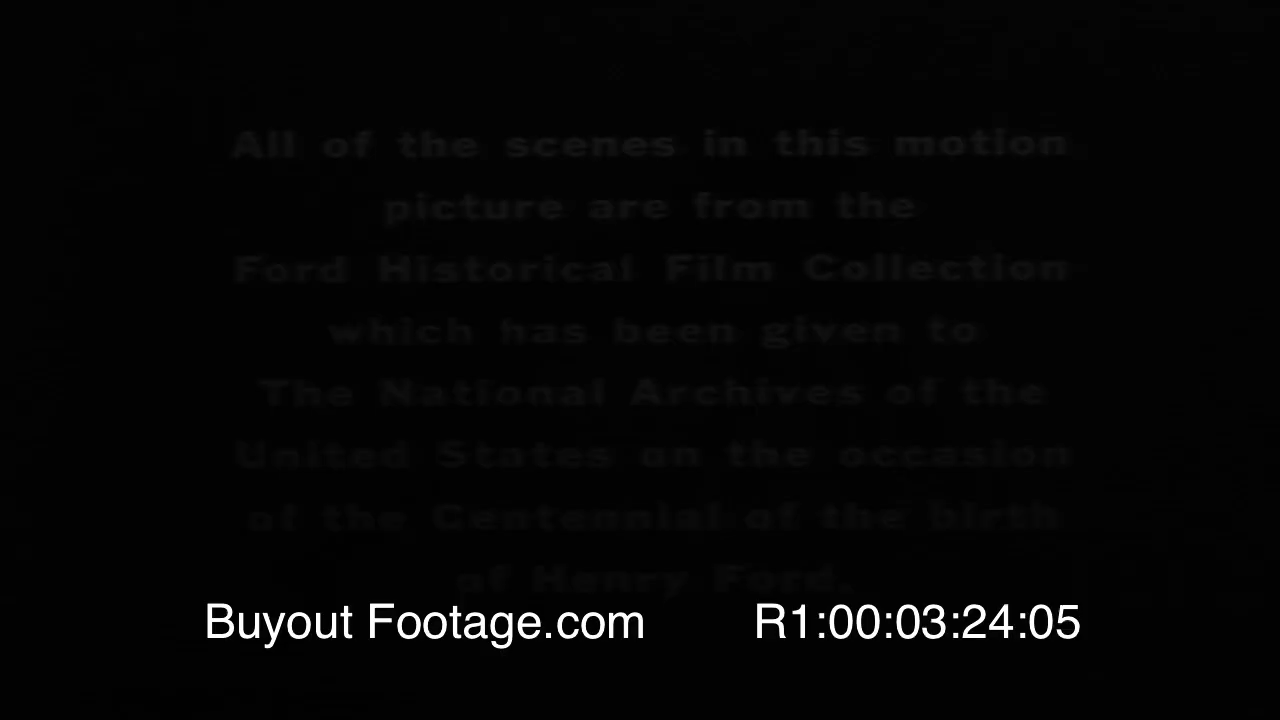 All of the scenes in this motion
picture are from the
Ford Historical Film Collection
which has been given to
The National Archives of the
United States on the occasion
of the Centennial of the birth
of Henry Ford.
Buyout Footage.com R1:00:03:24:05